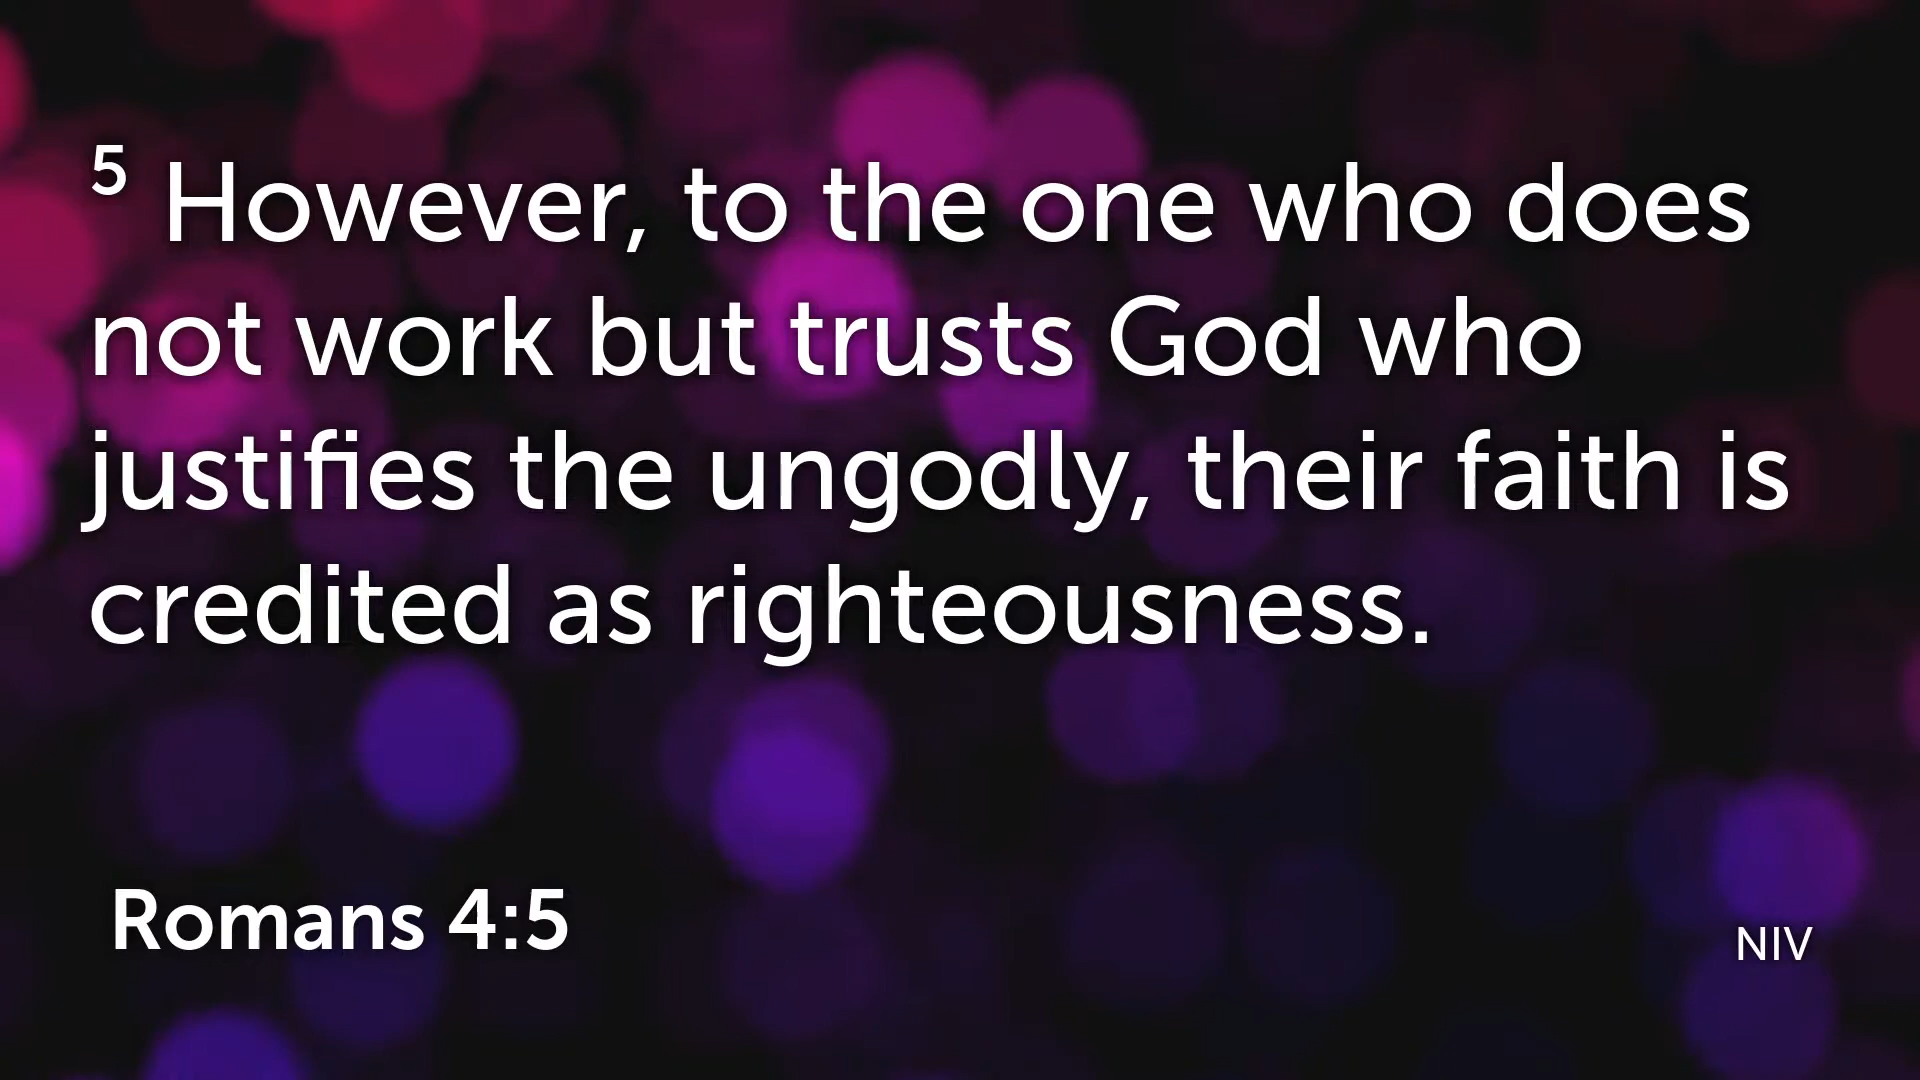 5 However, to the one who does
not work but trusts God who
justifies the ungodly, their faith is
credited as righteousness.
Romans 4:5
NIV